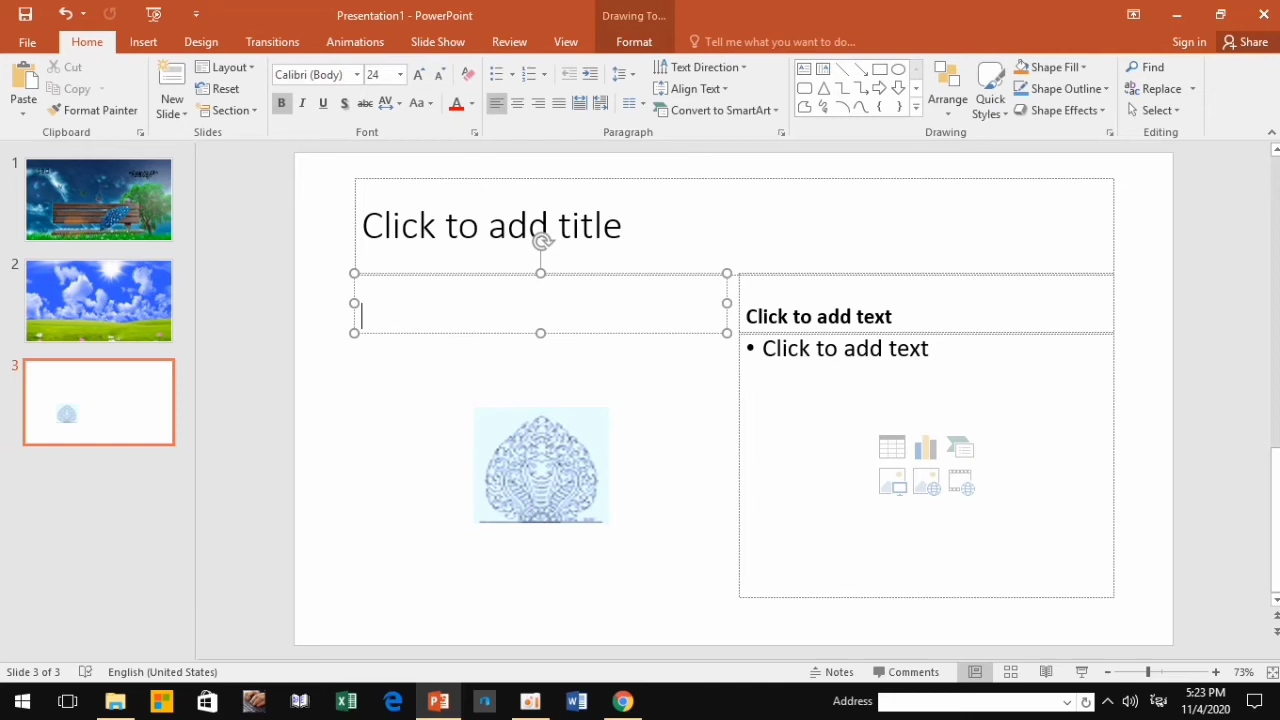 Presentation1 - PowerPoint
Drawing To...
File
Home
Insert
Design
Transitions
Animations
Slide Show
Review
View
Format
Tell me what you want to do...
Sign in
Share
Paste
Cut
Copy
Format Painter
Clipboard
New
Slide
Layout
Reset
Section
Slides
Calibri (Body)
24
B I U S abc AV Aa A
Font
Text Direction
Align Text
Convert to SmartArt
Paragraph
Arrange
Quick
Styles
Shape Fill
Shape Outline
Shape Effects
Drawing
Find
Replace
Select
Editing
1
2
3
Click to add title
Click to add text
• Click to add text
Slide 3 of 3
English (United States)
Notes
Comments
73%
Address
5:23 PM
11/4/2020